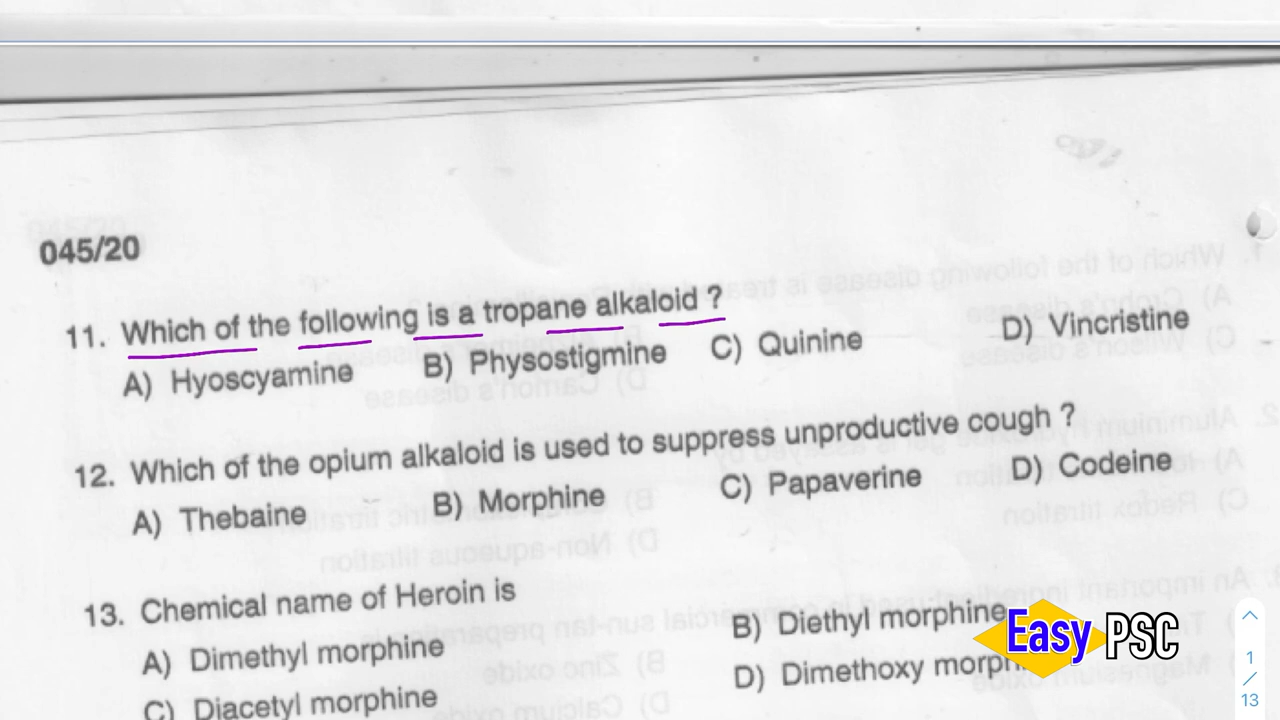 045/20
11. Which of the following is a tropane alkaloid ?
A) Hyoscyamine B) Physostigmine C) Quinine D) Vincristine
12. Which of the opium alkaloid is used to suppress unproductive cough ?
A) Thebaine B) Morphine C) Papaverine D) Codeine
13. Chemical name of Heroin is
A) Dimethyl morphine B) Diethyl morphine
C) Diacetyl morphine D) Dimethoxy
Easy PSC
1
/
13